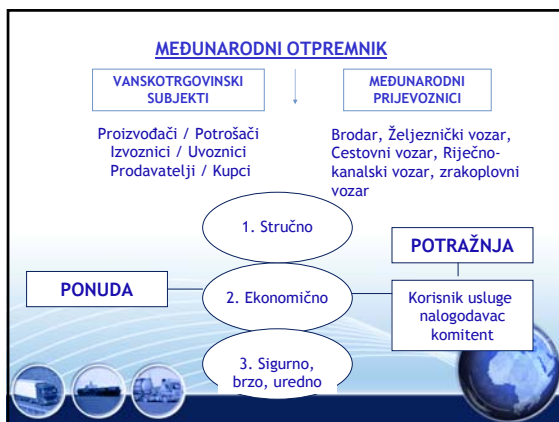 MEĐUNARODNI OTPREMNIK
VANSKOTRGOVINSKI
SUBJEKTI
MEĐUNARODNI
PRIJEVOZNICI
Proizvođači / Potrošači
Izvoznici / Uvoznici
Prodavatelji / Kupci
Brodar, Željeznički vozar,
Cestovni vozar, Riječno-
kanalski vozar, zrakoplovni
vozar
1. Stručno
POTRAŽNJA
PONUDA
2. Ekonomično
Korisnik usluge
nalogodavac
komitent
3. Sigurno,
brzo, uredno